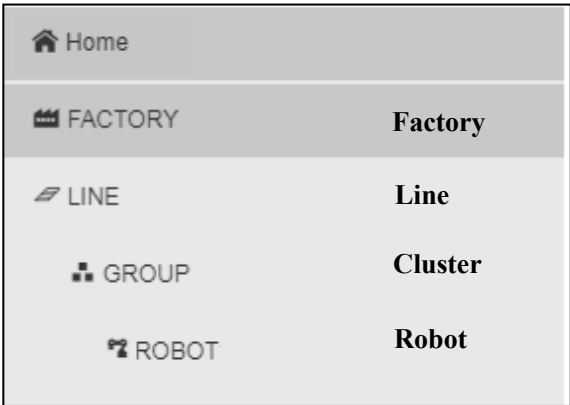 Home
FACTORY Factory
LINE Line
GROUP Cluster
ROBOT Robot